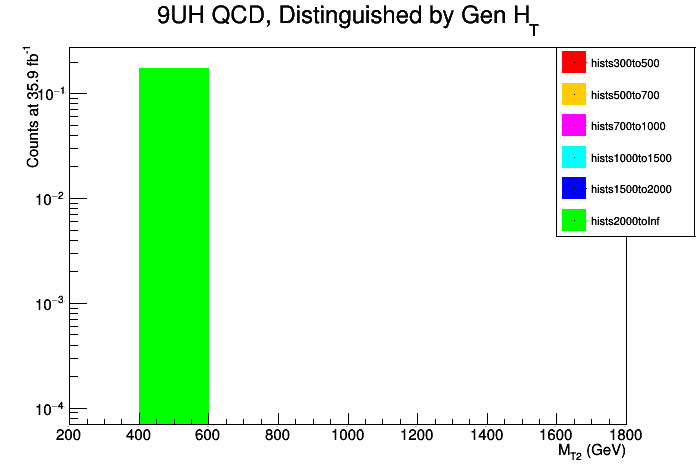 9UH QCD, Distinguished by Gen H_T
Counts at 35.9 fb⁻¹
10⁻¹
10⁻²
10⁻³
10⁻⁴
200 400 600 800 1000 1200 1400 1600 1800
M_T2 (GeV)
hists300to500
hists500to700
hists700to1000
hists1000to1500
hists1500to2000
hists2000toInf